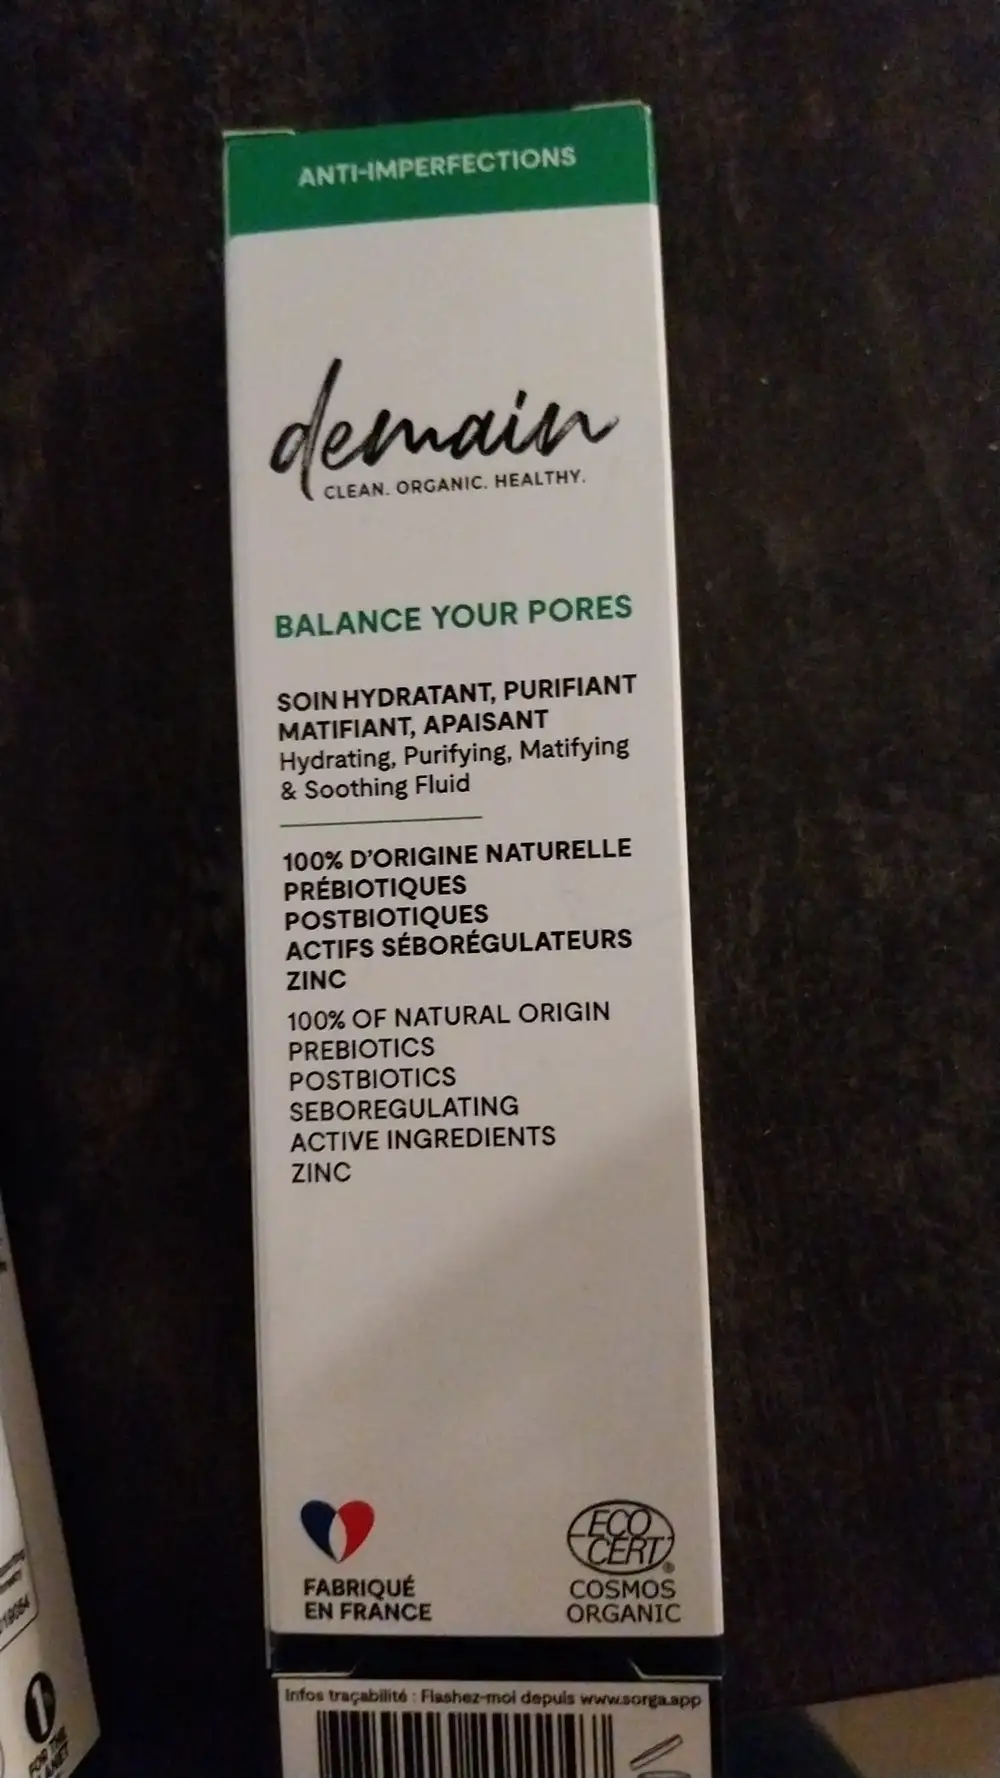 ANTI-IMPERFECTIONS
demain
CLEAN. ORGANIC. HEALTHY.
BALANCE YOUR PORES
SOIN HYDRATANT, PURIFIANT
MATIFIANT, APAISANT
Hydrating, Purifying, Matifying
& Soothing Fluid
100% D'ORIGINE NATURELLE
PRÉBIOTIQUES
POSTBIOTIQUES
ACTIFS SÉBORÉGULATEURS
ZINC
100% OF NATURAL ORIGIN
PREBIOTICS
POSTBIOTICS
SEBOREGULATING
ACTIVE INGREDIENTS
ZINC
FABRIQUÉ
EN FRANCE
ECO
CERT®
COSMOS
ORGANIC
Infos traçabilité : Flashez-moi depuis www.sorga.app
FOR THE